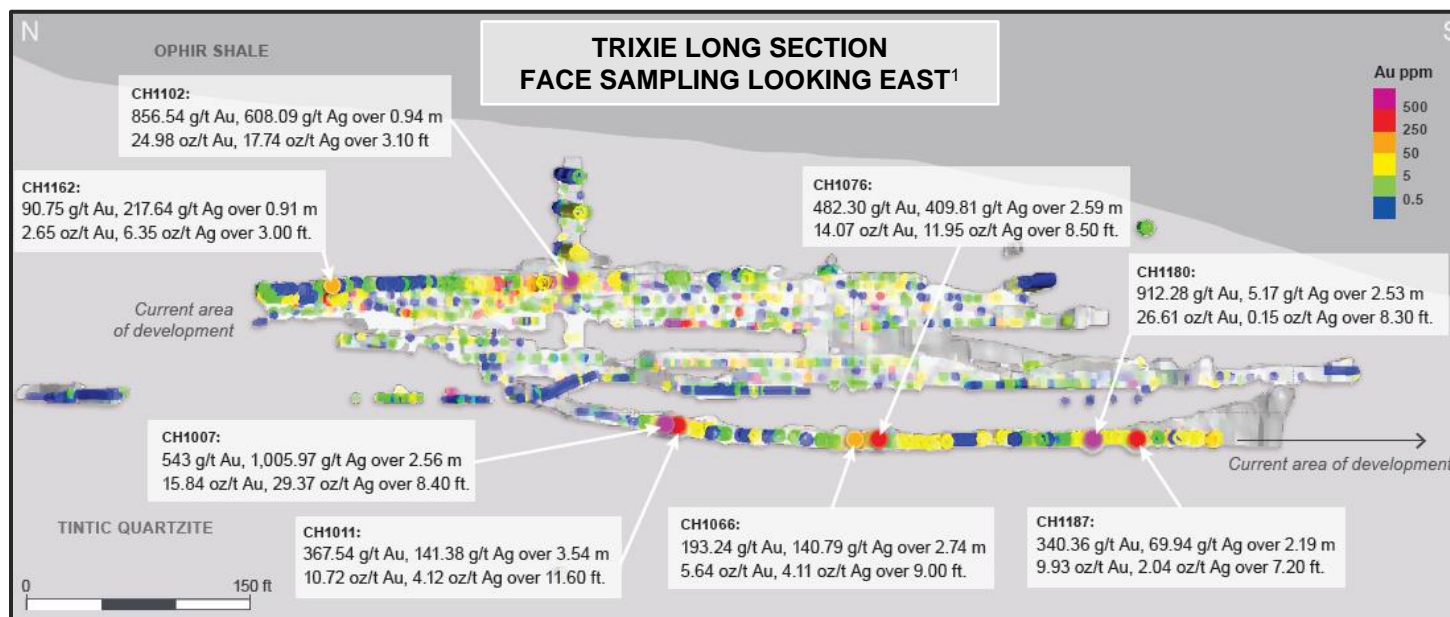 N
S
OPHIR SHALE
TRIXIE LONG SECTION
FACE SAMPLING LOOKING EAST1
Au ppm
500
250
50
5
0.5
CH1102:
856.54 g/t Au, 608.09 g/t Ag over 0.94 m
24.98 oz/t Au, 17.74 oz/t Ag over 3.10 ft
CH1162:
90.75 g/t Au, 217.64 g/t Ag over 0.91 m
2.65 oz/t Au, 6.35 oz/t Ag over 3.00 ft.
CH1076:
482.30 g/t Au, 409.81 g/t Ag over 2.59 m
14.07 oz/t Au, 11.95 oz/t Ag over 8.50 ft.
CH1180:
912.28 g/t Au, 5.17 g/t Ag over 2.53 m
26.61 oz/t Au, 0.15 oz/t Ag over 8.30 ft.
Current area
of development
CH1007:
543 g/t Au, 1,005.97 g/t Ag over 2.56 m
15.84 oz/t Au, 29.37 oz/t Ag over 8.40 ft.
Current area of development
TINTIC QUARTZITE
CH1011:
367.54 g/t Au, 141.38 g/t Ag over 3.54 m
10.72 oz/t Au, 4.12 oz/t Ag over 11.60 ft.
CH1066:
193.24 g/t Au, 140.79 g/t Ag over 2.74 m
5.64 oz/t Au, 4.11 oz/t Ag over 9.00 ft.
CH1187:
340.36 g/t Au, 69.94 g/t Ag over 2.19 m
9.93 oz/t Au, 2.04 oz/t Ag over 7.20 ft.
0
150 ft